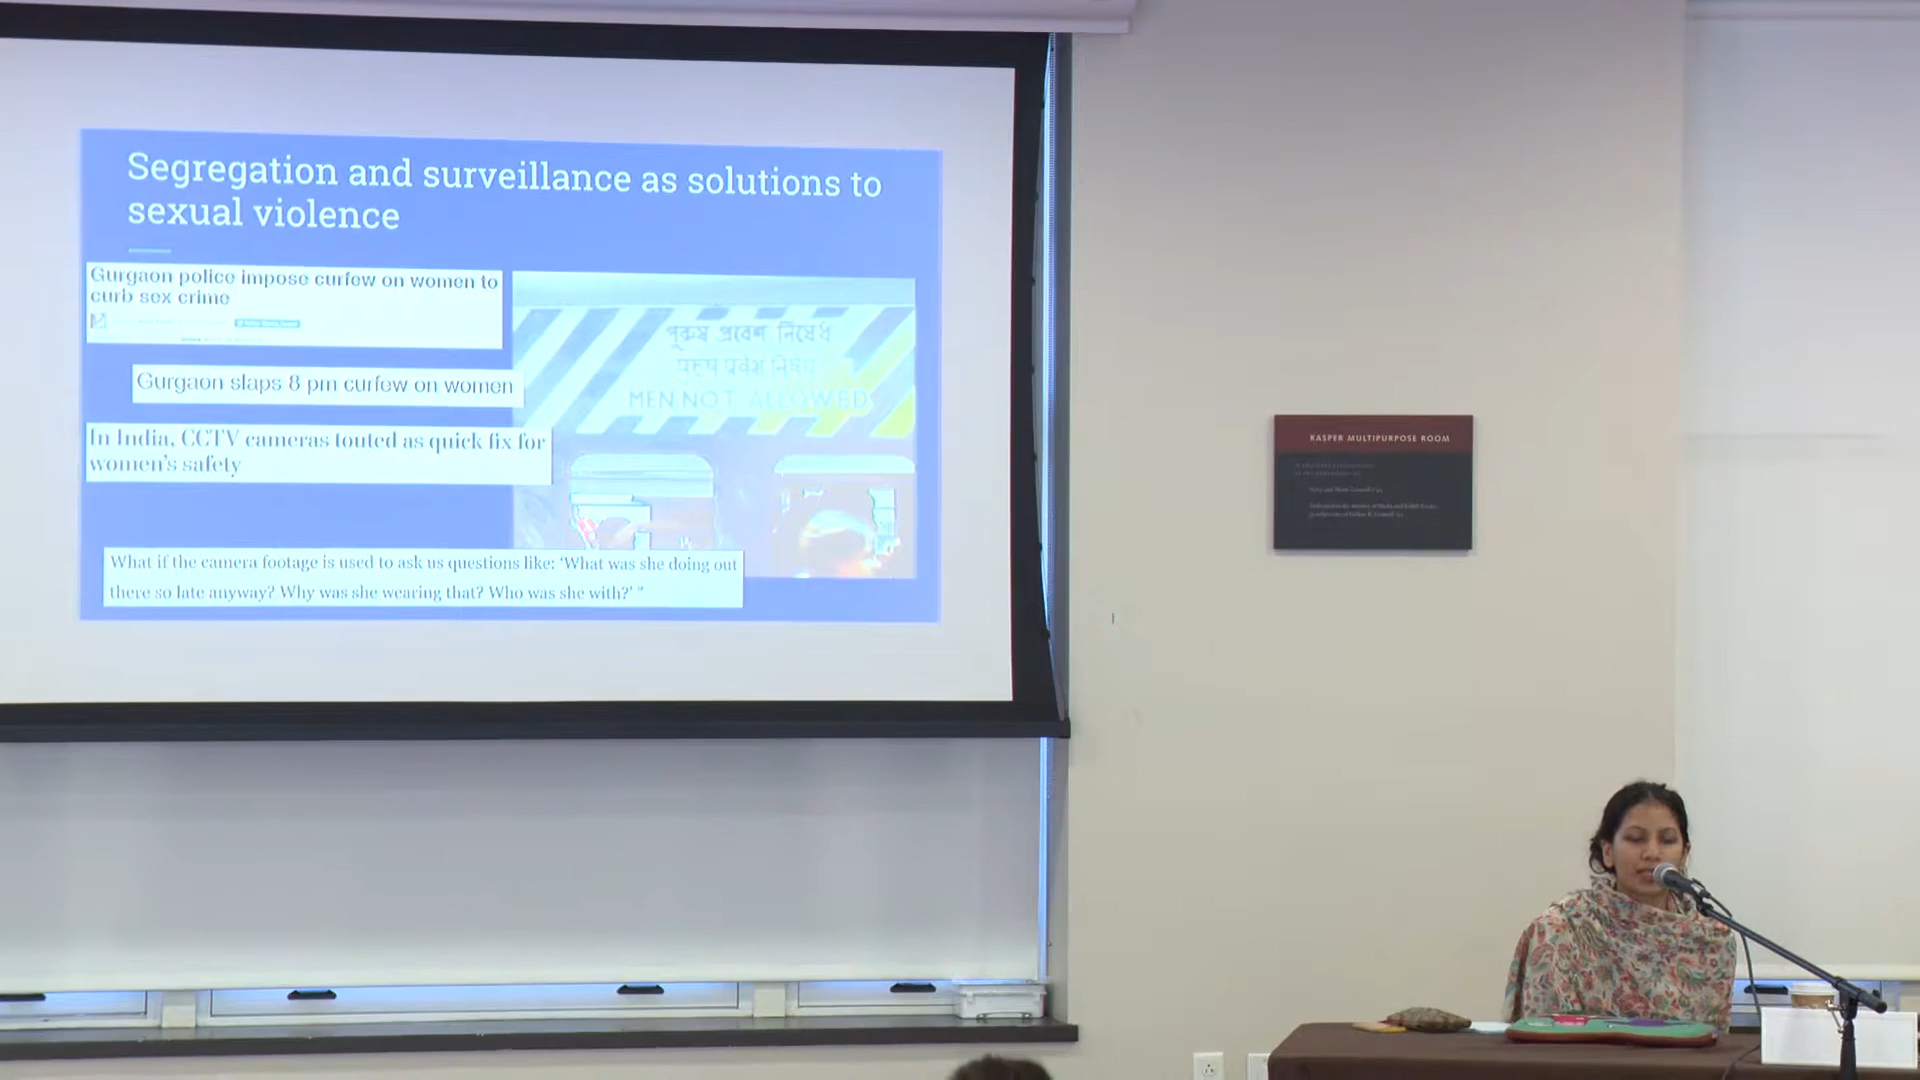 Segregation and surveillance as solutions to
sexual violence
Gurgaon police impose curfew on women to
curb sex crime
Gurgaon slaps 8 pm curfew on women
In India, CCTV cameras touted as quick fix for
women's safety
পুরুষ প্রবেশ নিষেধ
पुरुष प्रवेश निषेध
MEN NOT ALLOWED
What if the camera footage is used to ask us questions like: 'What was she doing out
there so late anyway? Why was she wearing that? Who was she with?' "
KASPER MULTIPURPOSE ROOM